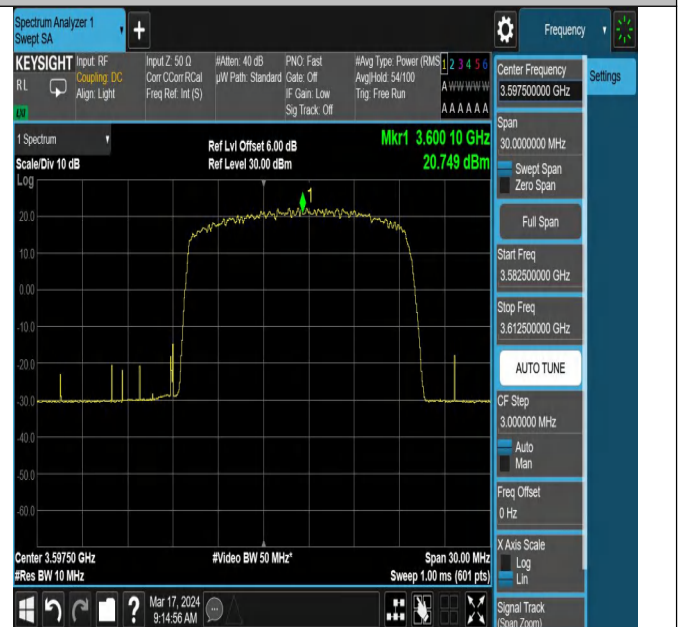 Spectrum Analyzer 1
Swept SA
+
Frequency
KEYSIGHT
RL
LXI
Input: RF
Coupling: DC
Align: Light
Input Z: 50 Ω
Corr CCorr RCal
Freq Ref: Int (S)
#Atten: 40 dB
µW Path: Standard
PNO: Fast
Gate: Off
IF Gain: Low
Sig Track: Off
#Avg Type: Power (RMS
Avg|Hold: 54/100
Trig: Free Run
1 2 3 4 5 6
A W W W W W
A A A A A A
Center Frequency
3.597500000 GHz
Settings
Span
30.0000000 MHz
Swept Span
Zero Span
Full Span
Start Freq
3.582500000 GHz
Stop Freq
3.612500000 GHz
AUTO TUNE
CF Step
3.000000 MHz
Auto
Man
Freq Offset
0 Hz
X Axis Scale
Log
Lin
Signal Track
(Span Zoom)
1 Spectrum
Scale/Div 10 dB
Log
Ref Lvl Offset 6.00 dB
Ref Level 30.00 dBm
Mkr1 3.600 10 GHz
20.749 dBm
1
20.0
10.0
0.00
-10.0
-20.0
-30.0
-40.0
-50.0
-60.0
Center 3.59750 GHz
#Res BW 10 MHz
#Video BW 50 MHz*
Span 30.00 MHz
Sweep 1.00 ms (601 pts)
?
Mar 17, 2024
9:14:56 AM